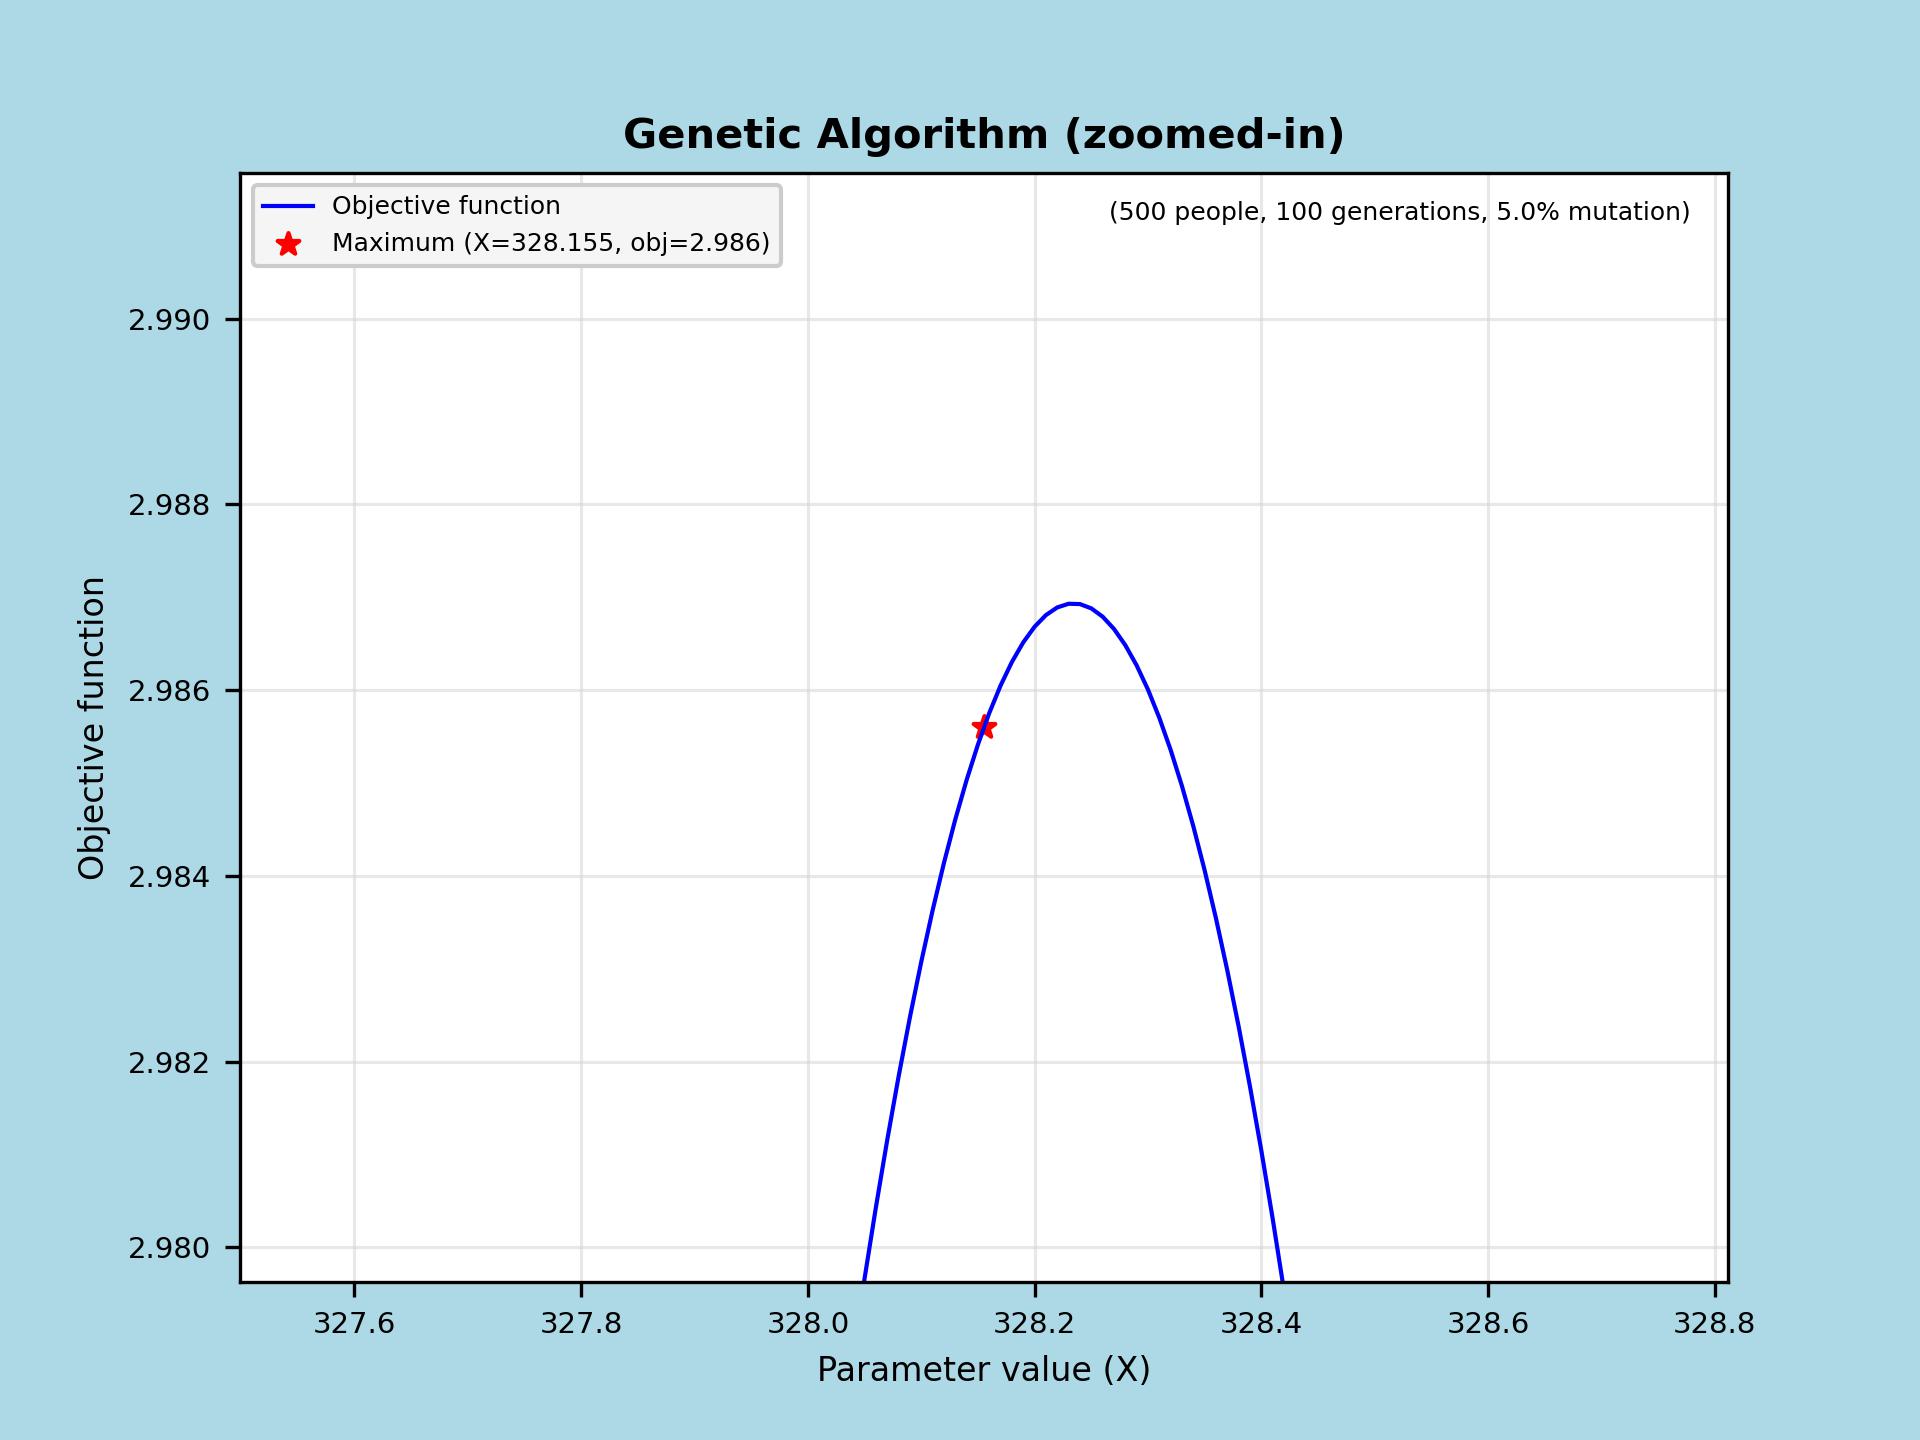 Genetic Algorithm (zoomed-in)
Objective function
Maximum (X=328.155, obj=2.986)
(500 people, 100 generations, 5.0% mutation)
Objective function
2.990
2.988
2.986
2.984
2.982
2.980
327.6 327.8 328.0 328.2 328.4 328.6 328.8
Parameter value (X)